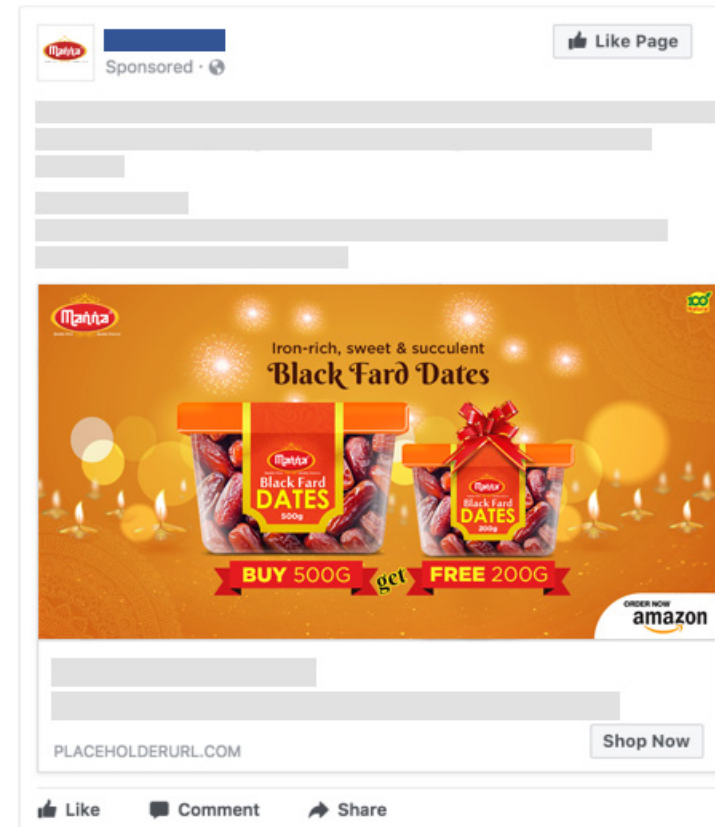 Manna
Sponsored ·
Like Page
Manna
100%
Iron-rich, sweet & succulent
Black Fard Dates
Manna
Black Fard
DATES
500g
Manna
Black Fard
DATES
200g
BUY 500G get FREE 200G
ORDER NOW
amazon
PLACEHOLDERURL.COM
Shop Now
Like
Comment
Share